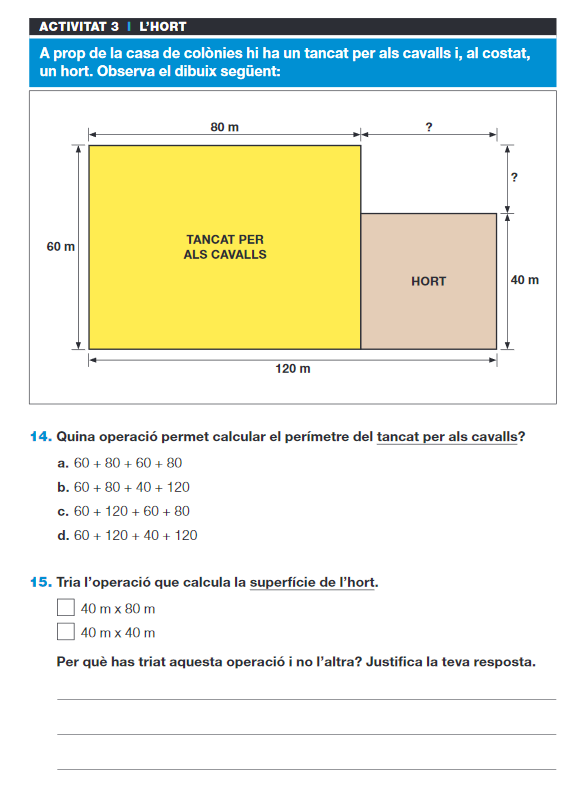 ACTIVITAT 3 | L'HORT
A prop de la casa de colònies hi ha un tancat per als cavalls i, al costat,
un hort. Observa el dibuix següent:
80 m
?
?
60 m
TANCAT PER
ALS CAVALLS
HORT
40 m
120 m
14. Quina operació permet calcular el perímetre del tancat per als cavalls?
a. 60 + 80 + 60 + 80
b. 60 + 80 + 40 + 120
c. 60 + 120 + 60 + 80
d. 60 + 120 + 40 + 120
15. Tria l'operació que calcula la superfície de l'hort.
40 m x 80 m
40 m x 40 m
Per què has triat aquesta operació i no l'altra? Justifica la teva resposta.